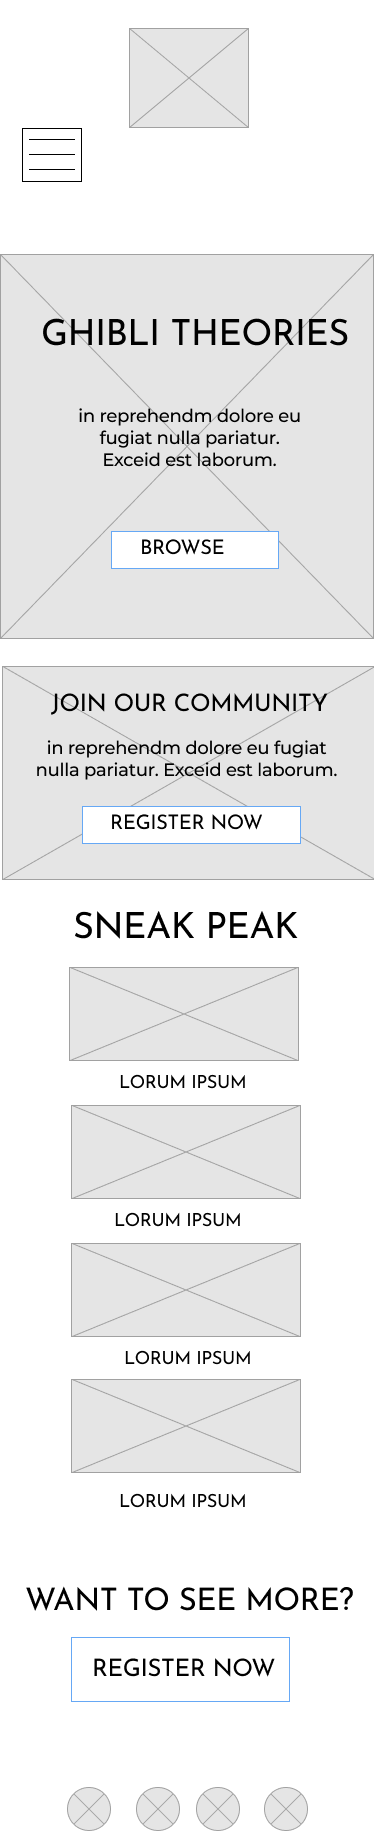 GHIBLI THEORIES
in reprehendm dolore eu
fugiat nulla pariatur.
Exceid est laborum.
BROWSE
JOIN OUR COMMUNITY
in reprehendm dolore eu fugiat
nulla pariatur. Exceid est laborum.
REGISTER NOW
SNEAK PEAK
LORUM IPSUM
LORUM IPSUM
LORUM IPSUM
LORUM IPSUM
WANT TO SEE MORE?
REGISTER NOW